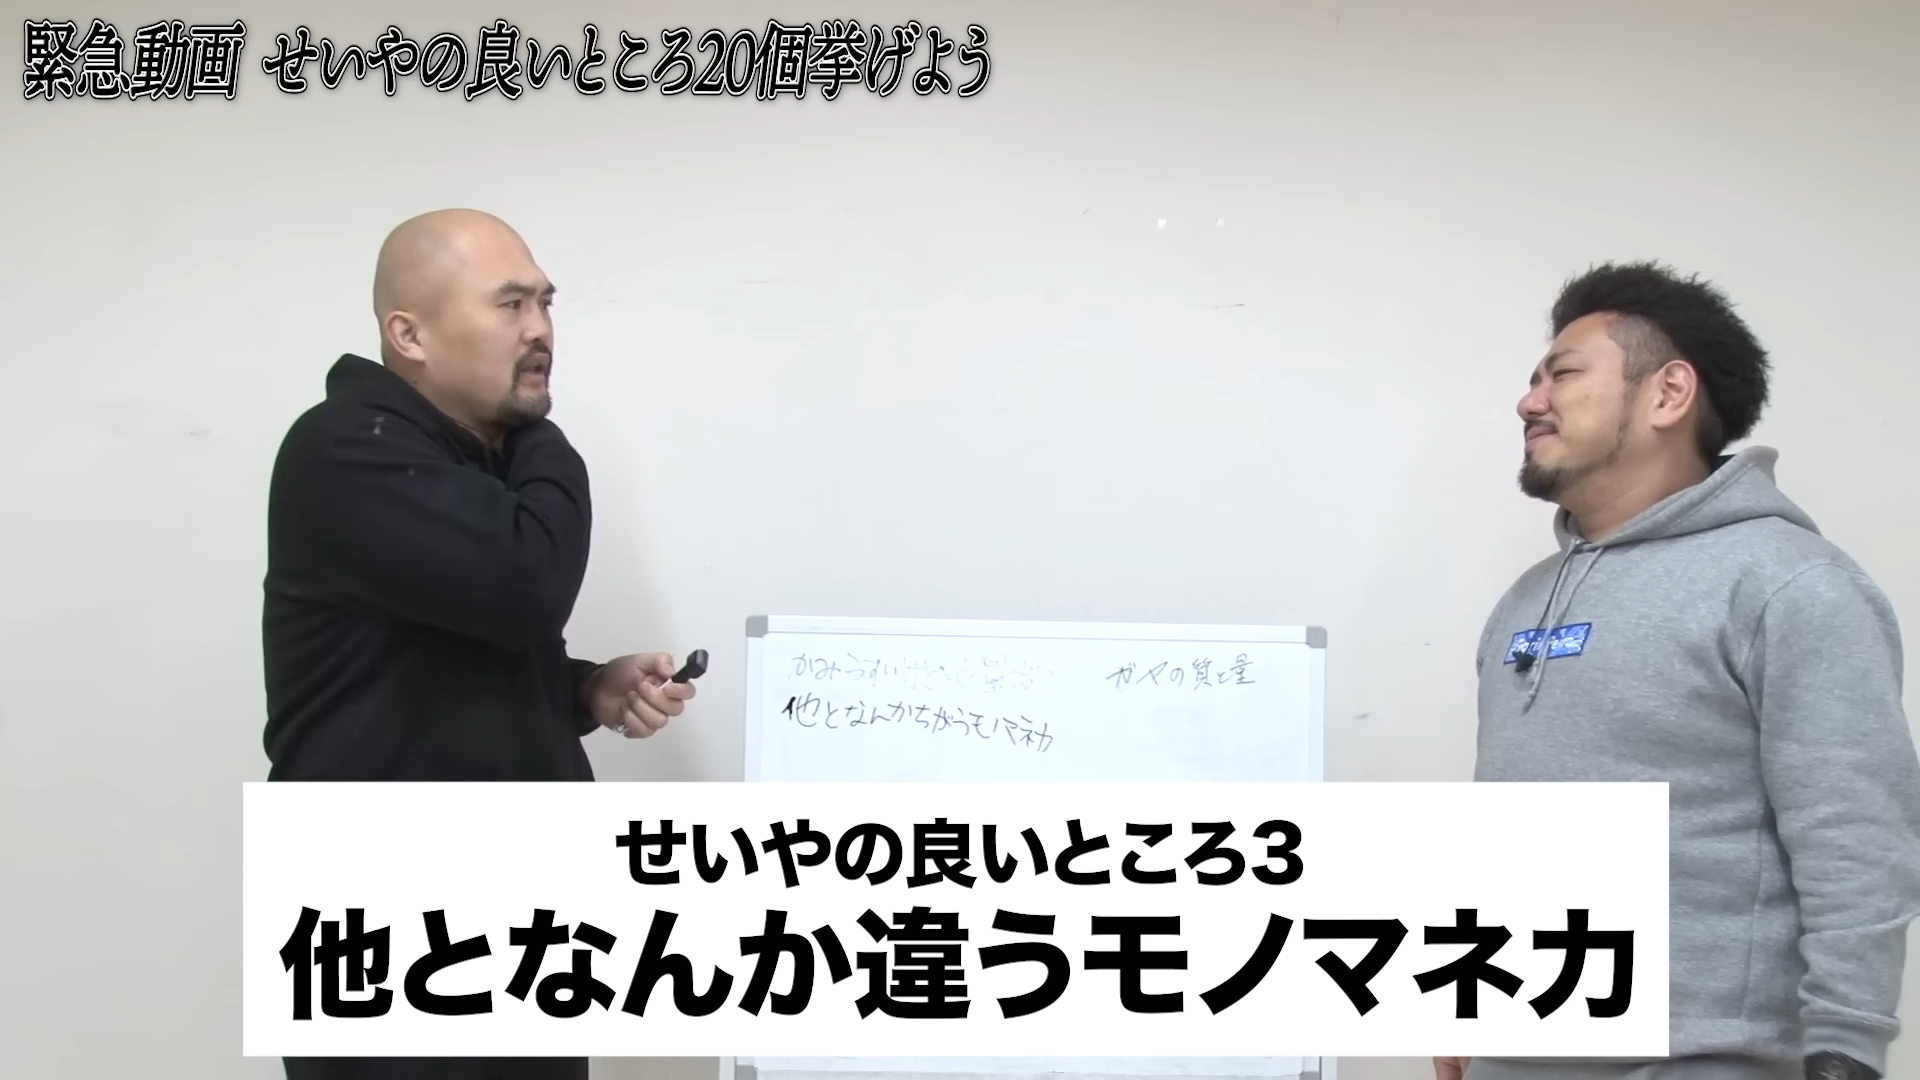 緊急動画 せいやの良いところ20個挙げよう
ガヤの質と量
他となんかちがうモノマネ力
せいやの良いところ3
他となんか違うモノマネ力